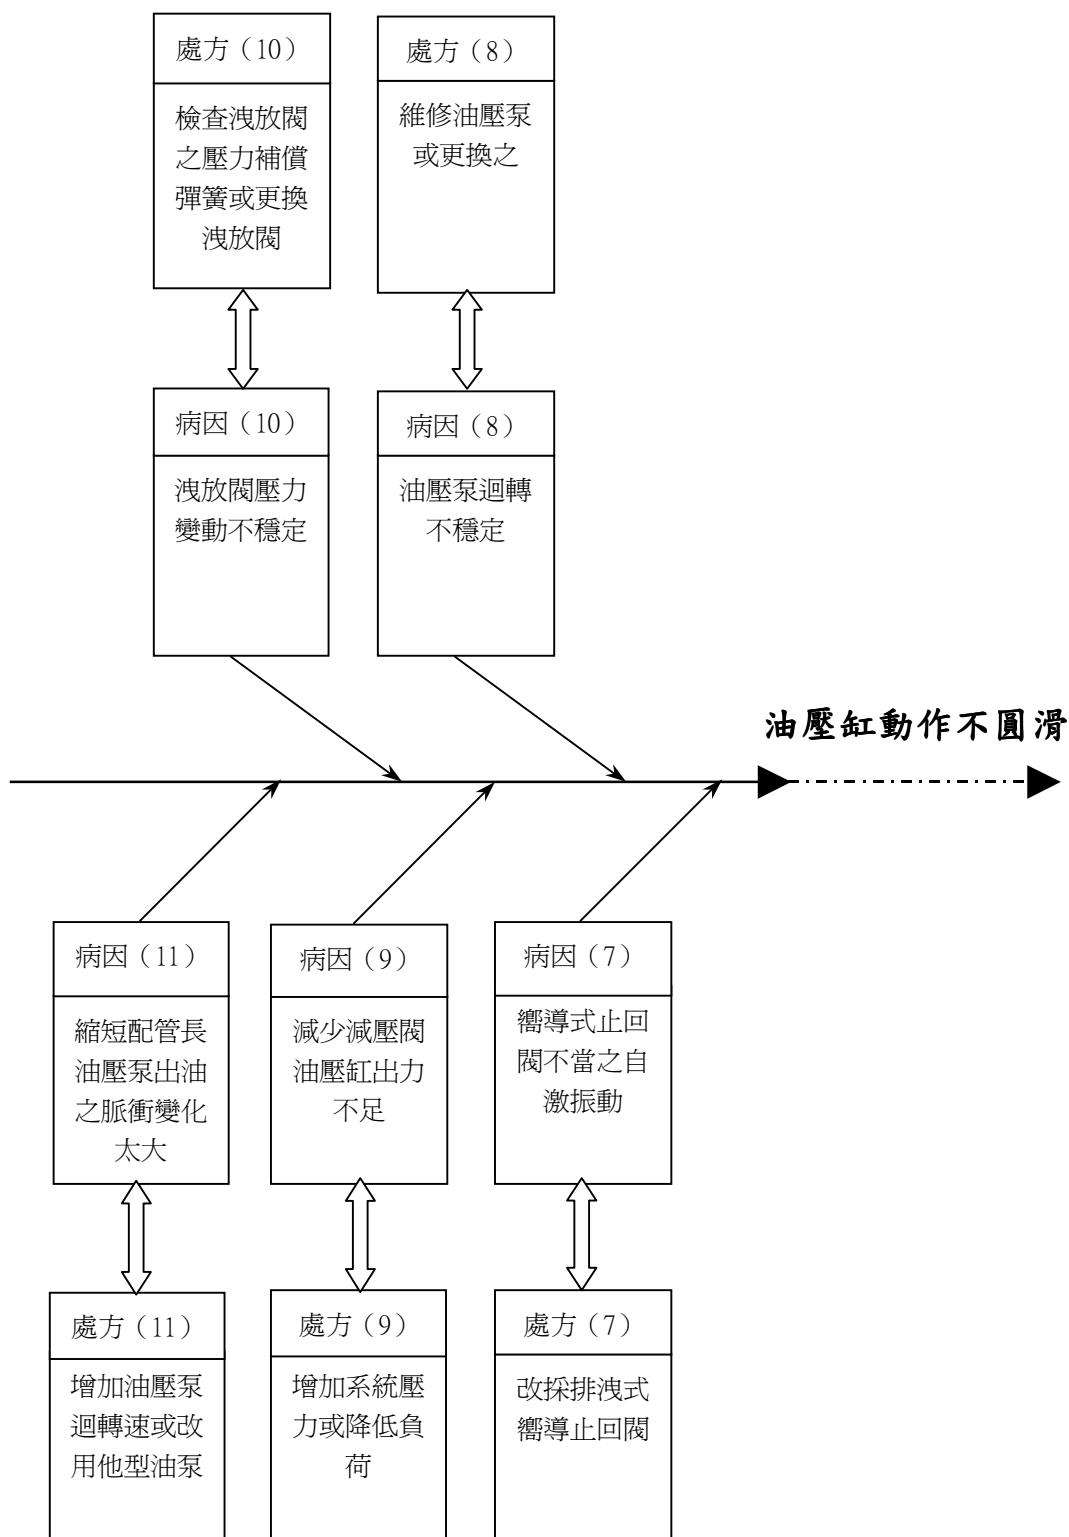 處方（10）
檢查洩放閥
之壓力補償
彈簧或更換
洩放閥
處方（8）
維修油壓泵
或更換之
病因（10）
洩放閥壓力
變動不穩定
病因（8）
油壓泵迴轉
不穩定
油壓缸動作不圓滑
病因（11）
縮短配管長
油壓泵出油
之脈衝變化
太大
病因（9）
減少減壓閥
油壓缸出力
不足
病因（7）
嚮導式止回
閥不當之自
激振動
處方（11）
增加油壓泵
迴轉速或改
用他型油泵
處方（9）
增加系統壓
力或降低負
荷
處方（7）
改採排洩式
嚮導止回閥